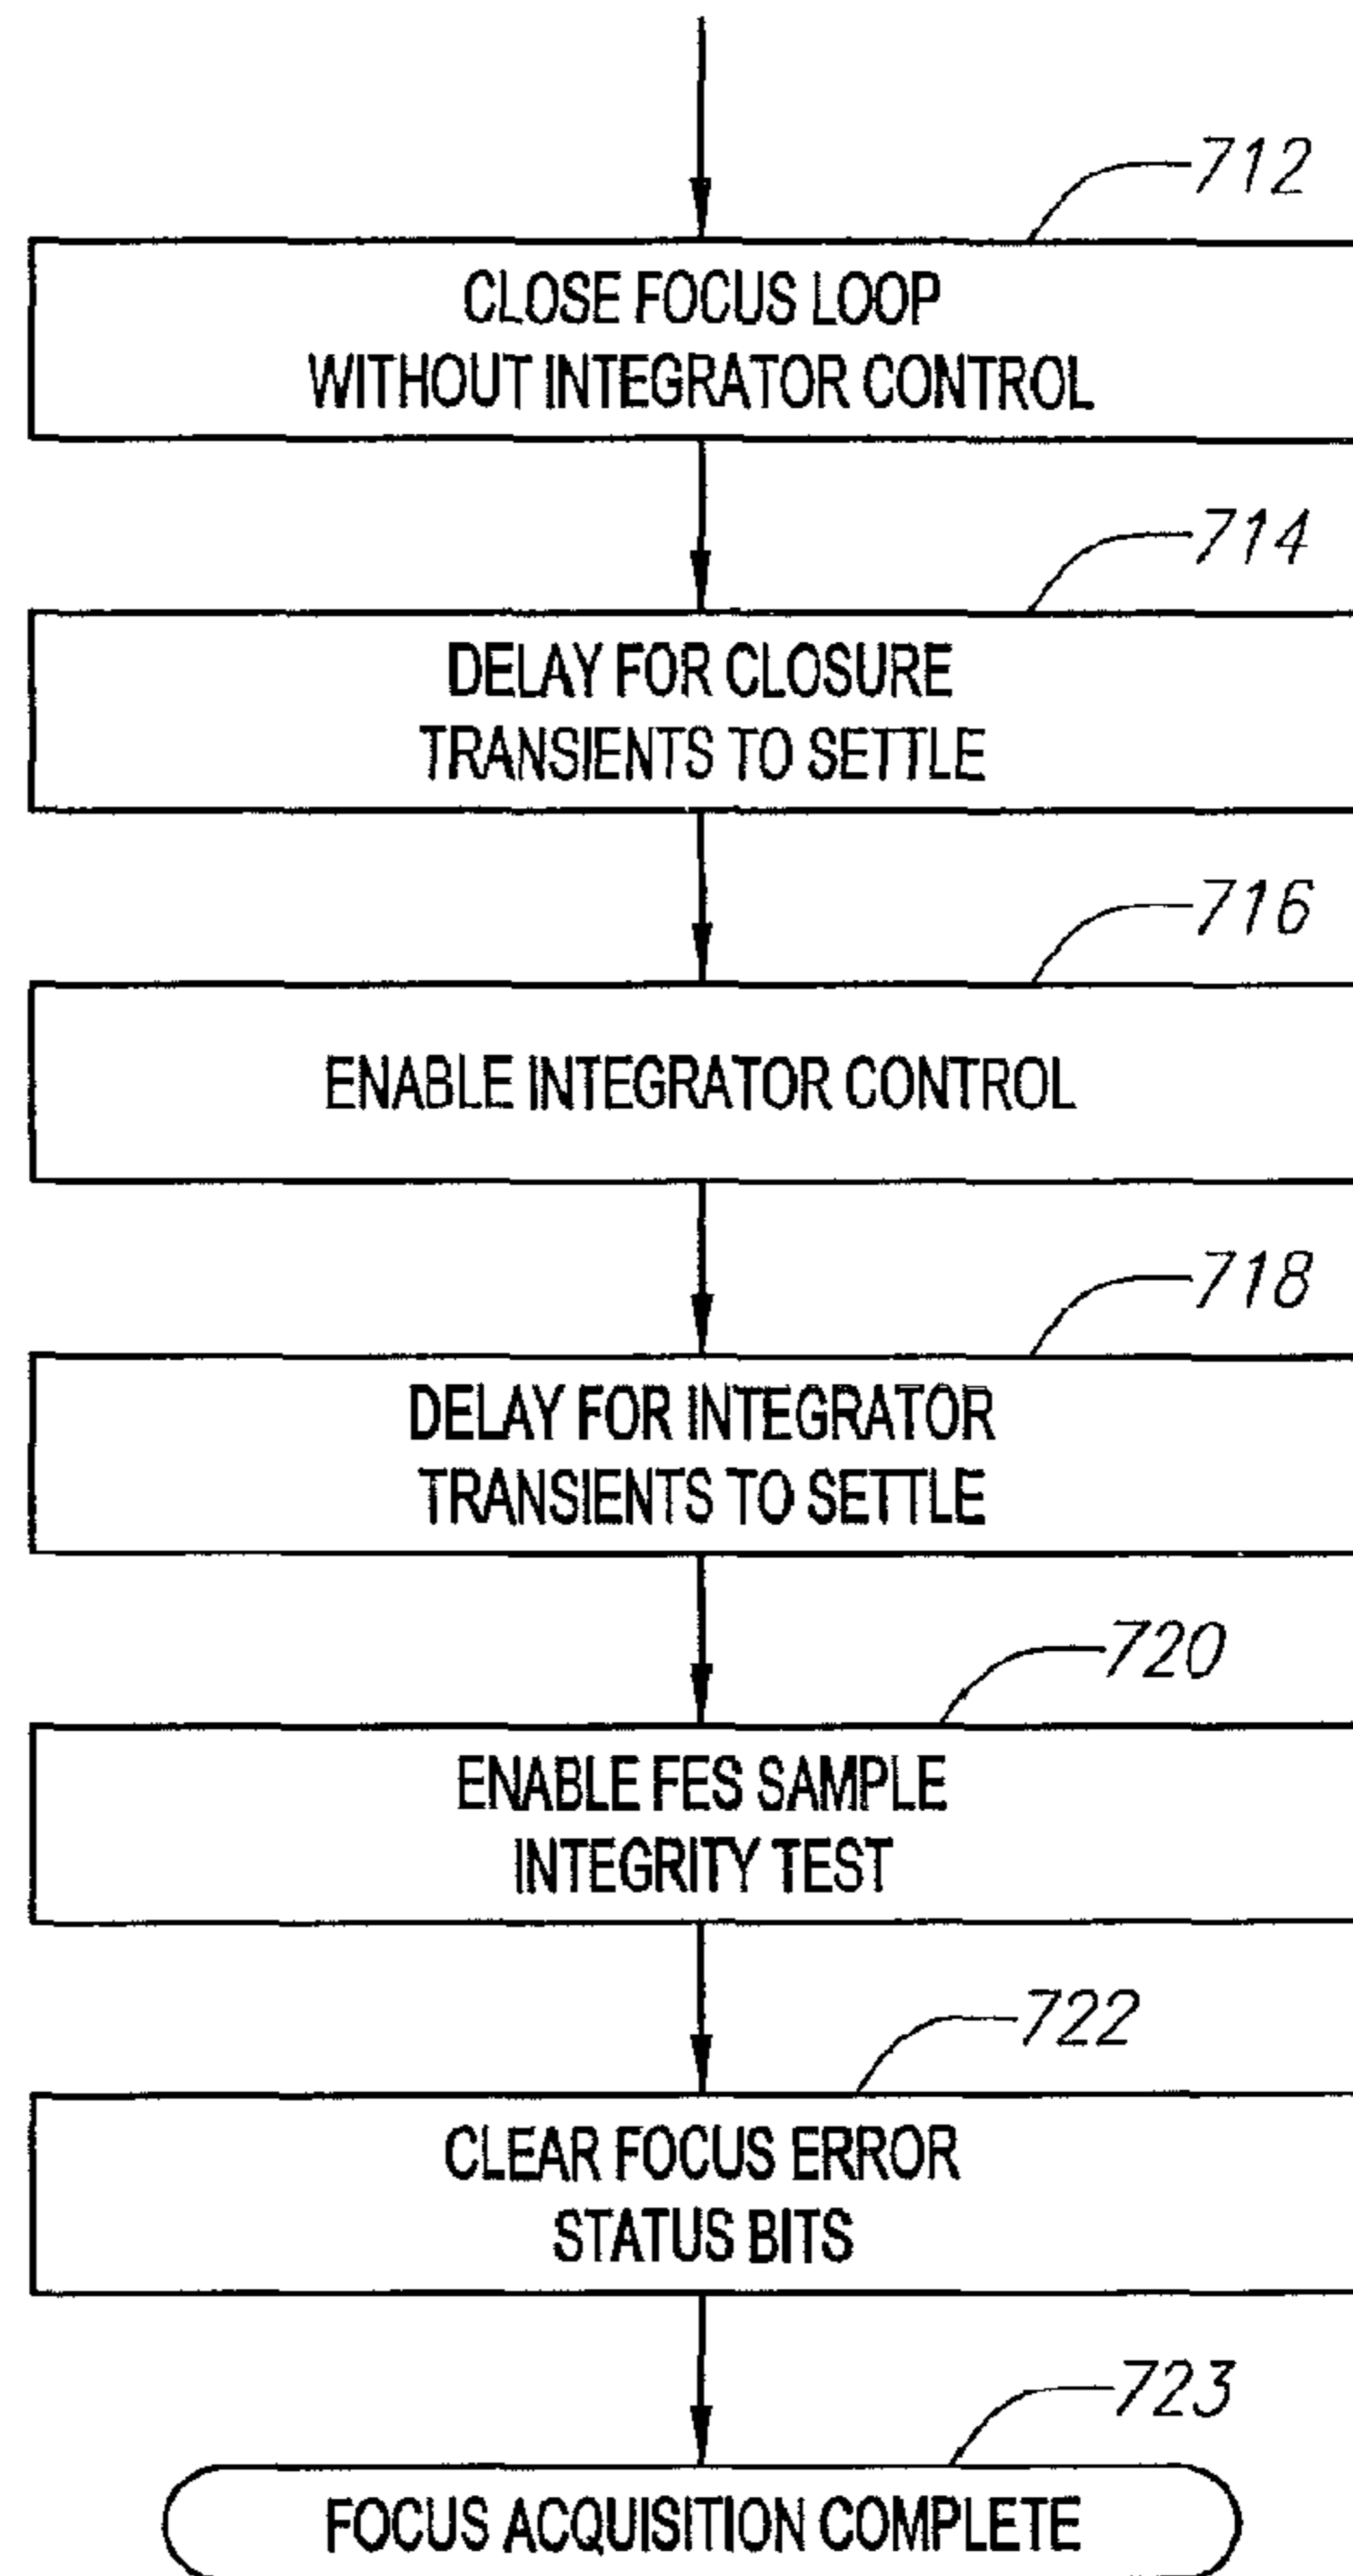 712
CLOSE FOCUS LOOP
WITHOUT INTEGRATOR CONTROL
714
DELAY FOR CLOSURE
TRANSIENTS TO SETTLE
716
ENABLE INTEGRATOR CONTROL
718
DELAY FOR INTEGRATOR
TRANSIENTS TO SETTLE
720
ENABLE FES SAMPLE
INTEGRITY TEST
722
CLEAR FOCUS ERROR
STATUS BITS
723
FOCUS ACQUISITION COMPLETE